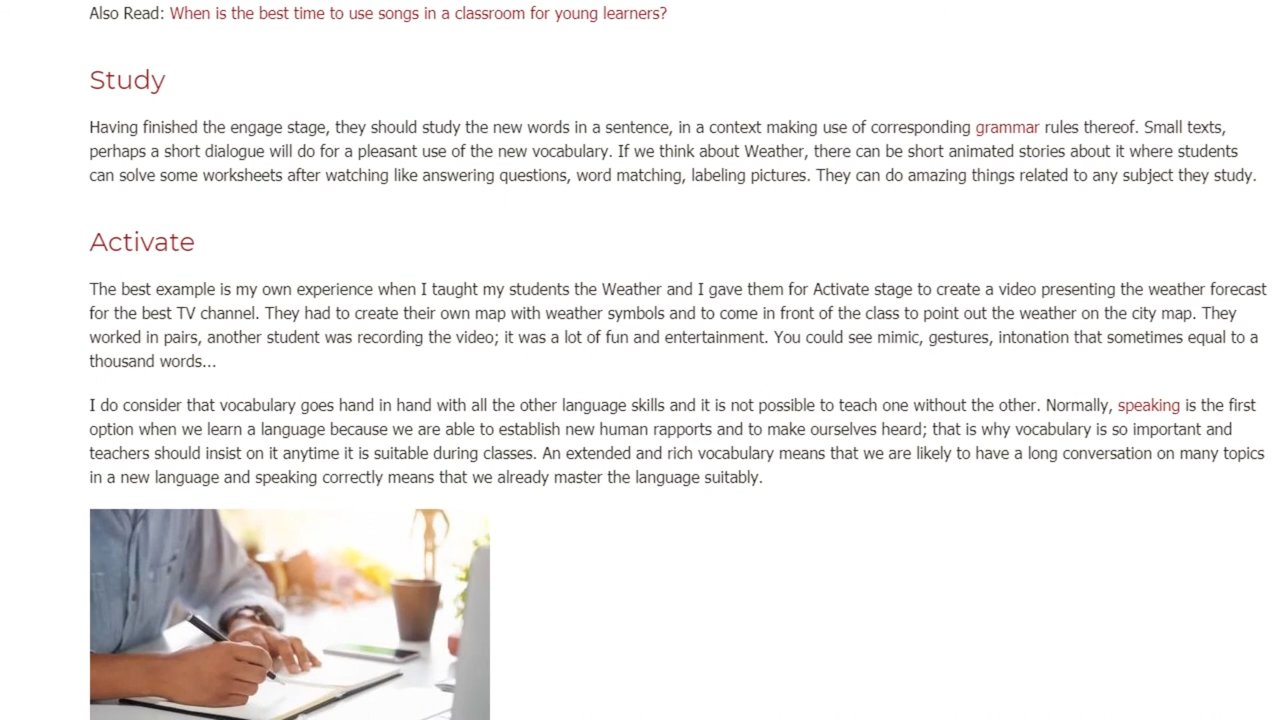 Also Read: When is the best time to use songs in a classroom for young learners?
Study
Having finished the engage stage, they should study the new words in a sentence, in a context making use of corresponding grammar rules thereof. Small texts,
perhaps a short dialogue will do for a pleasant use of the new vocabulary. If we think about Weather, there can be short animated stories about it where students
can solve some worksheets after watching like answering questions, word matching, labeling pictures. They can do amazing things related to any subject they study.
Activate
The best example is my own experience when I taught my students the Weather and I gave them for Activate stage to create a video presenting the weather forecast
for the best TV channel. They had to create their own map with weather symbols and to come in front of the class to point out the weather on the city map. They
worked in pairs, another student was recording the video; it was a lot of fun and entertainment. You could see mimic, gestures, intonation that sometimes equal to a
thousand words...
I do consider that vocabulary goes hand in hand with all the other language skills and it is not possible to teach one without the other. Normally, speaking is the first
option when we learn a language because we are able to establish new human rapports and to make ourselves heard; that is why vocabulary is so important and
teachers should insist on it anytime it is suitable during classes. An extended and rich vocabulary means that we are likely to have a long conversation on many topics
in a new language and speaking correctly means that we already master the language suitably.